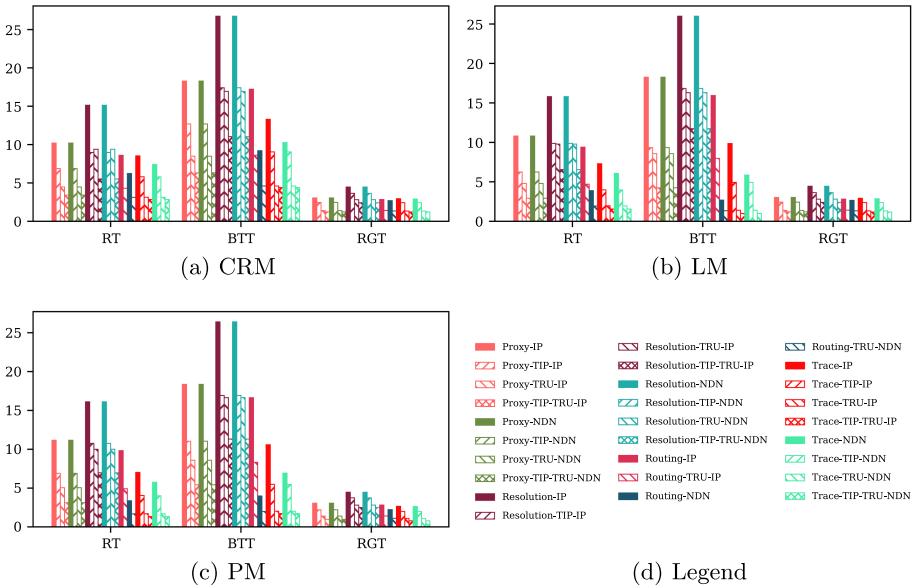 25
20
15
10
5
0
RT
BTT
RGT
(a) CRM
25
20
15
10
5
0
RT
BTT
RGT
(b) LM
25
20
15
10
5
0
RT
BTT
RGT
(c) PM
Proxy-IP
Proxy-TIP-IP
Proxy-TRU-IP
Proxy-TIP-TRU-IP
Proxy-NDN
Proxy-TIP-NDN
Proxy-TRU-NDN
Proxy-TIP-TRU-NDN
Resolution-IP
Resolution-TIP-IP
Resolution-TRU-IP
Resolution-TIP-TRU-IP
Resolution-NDN
Resolution-TIP-NDN
Resolution-TRU-NDN
Resolution-TIP-TRU-NDN
Routing-IP
Routing-TRU-IP
Routing-NDN
Routing-TRU-NDN
Trace-IP
Trace-TIP-IP
Trace-TRU-IP
Trace-TIP-TRU-IP
Trace-NDN
Trace-TIP-NDN
Trace-TRU-NDN
Trace-TIP-TRU-NDN
(d) Legend